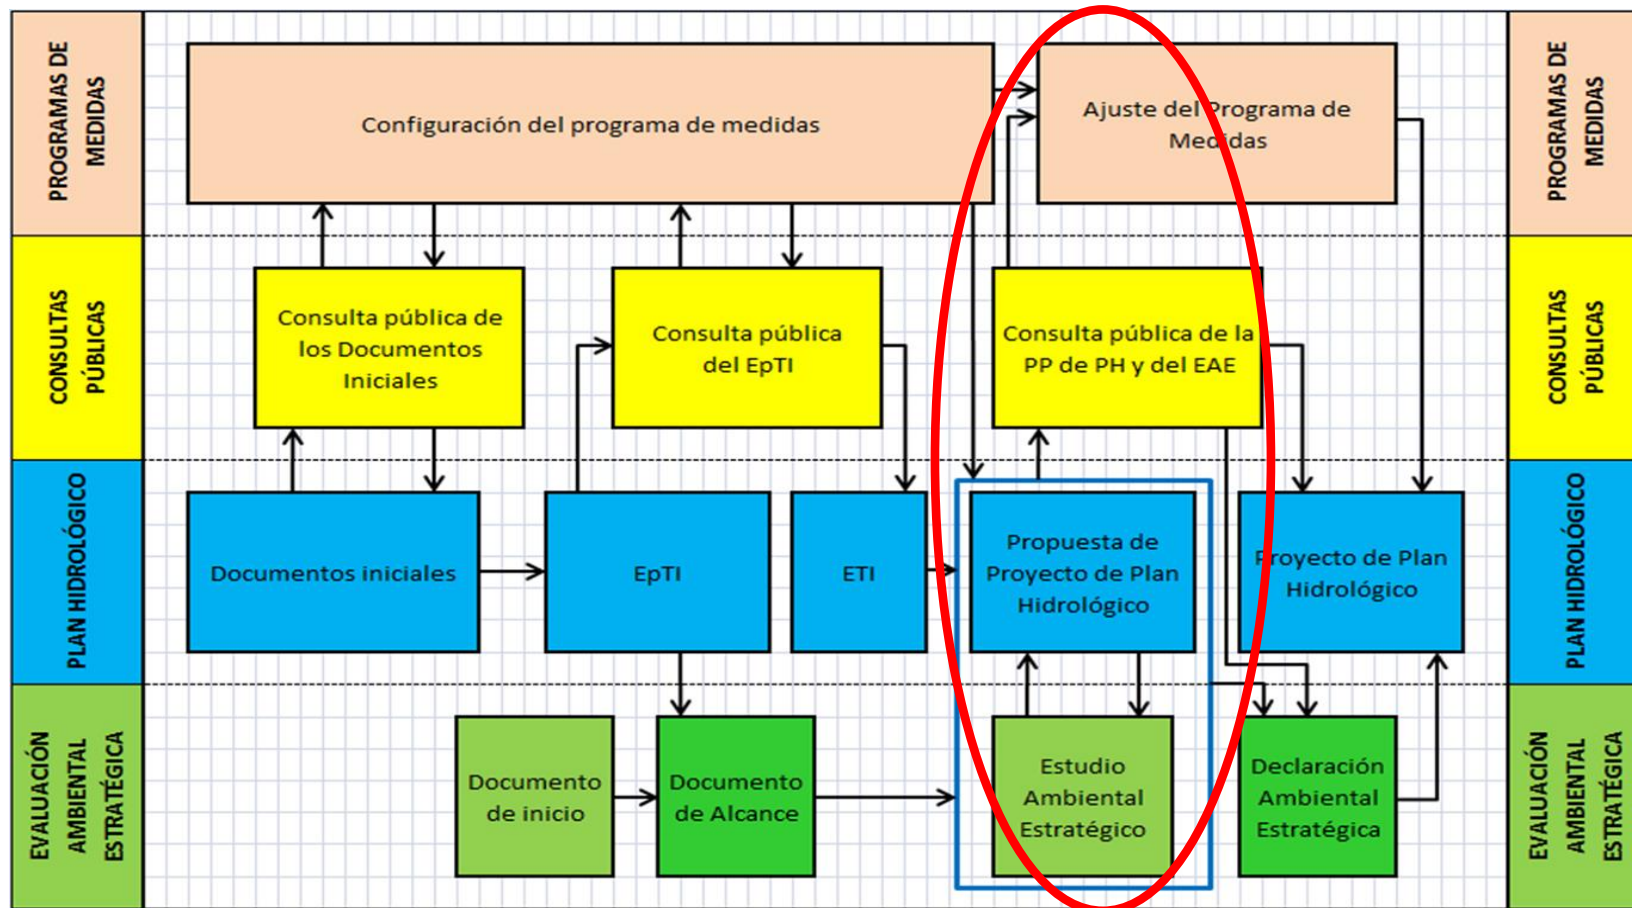 PROGRAMAS DE
MEDIDAS
Configuración del programa de medidas
Ajuste del Programa de
Medidas
PROGRAMAS DE
MEDIDAS
CONSULTAS
PÚBLICAS
Consulta pública de
los Documentos
Iniciales
Consulta pública
del EpTI
Consulta pública de la
PP de PH y del EAE
CONSULTAS
PÚBLICAS
PLAN HIDROLÓGICO
Documentos iniciales
EpTI
ETI
Propuesta de
Proyecto de Plan
Hidrológico
Proyecto de Plan
Hidrológico
PLAN HIDROLÓGICO
EVALUACIÓN
AMBIENTAL
ESTRATÉGICA
Documento
de inicio
Documento
de Alcance
Estudio
Ambiental
Estratégico
Declaración
Ambiental
Estratégica
EVALUACIÓN
AMBIENTAL
ESTRATÉGICA